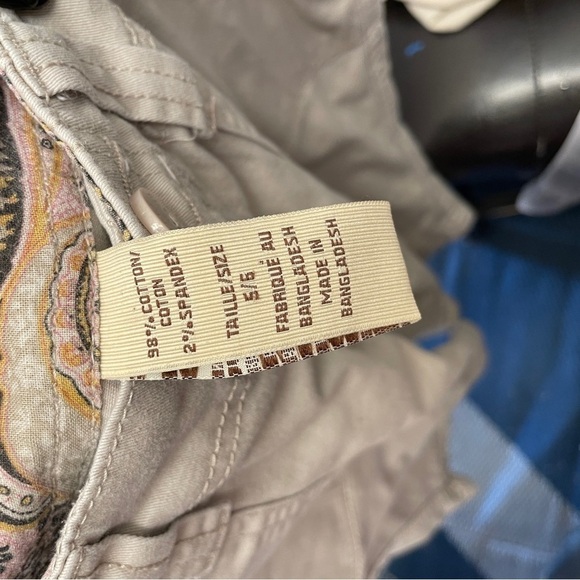 98% COTTON/
COTON
2% SPANDEX
TAILLE/SIZE
5/6
FABRIQUÉ AU
BANGLADESH
MADE IN
BANGLADESH